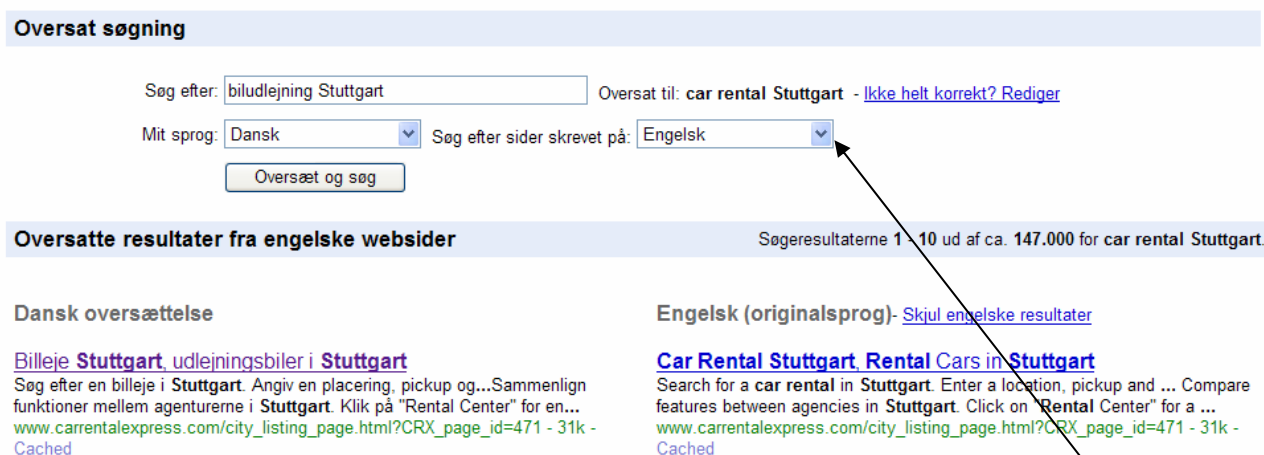 Oversat søgning
Søg efter: biludlejning Stuttgart Oversat til: car rental Stuttgart - Ikke helt korrekt? Rediger
Mit sprog: Dansk Søg efter sider skrevet på: Engelsk
Oversæt og søg
Oversatte resultater fra engelske websider Søgeresultaterne 1 - 10 ud af ca. 147.000 for car rental Stuttgart.
Dansk oversættelse
Billeje Stuttgart, udlejningsbiler i Stuttgart
Søg efter en billeje i Stuttgart. Angiv en placering, pickup og...Sammenlign
funktioner mellem agenturerne i Stuttgart. Klik på "Rental Center" for en...
www.carrentalexpress.com/city_listing_page.html?CRX_page_id=471 - 31k -
Cached
Engelsk (originalsprog)- Skjul engelske resultater
Car Rental Stuttgart, Rental Cars in Stuttgart
Search for a car rental in Stuttgart. Enter a location, pickup and ... Compare
features between agencies in Stuttgart. Click on "Rental Center" for a ...
www.carrentalexpress.com/city_listing_page.html?CRX_page_id=471 - 31k -
Cached